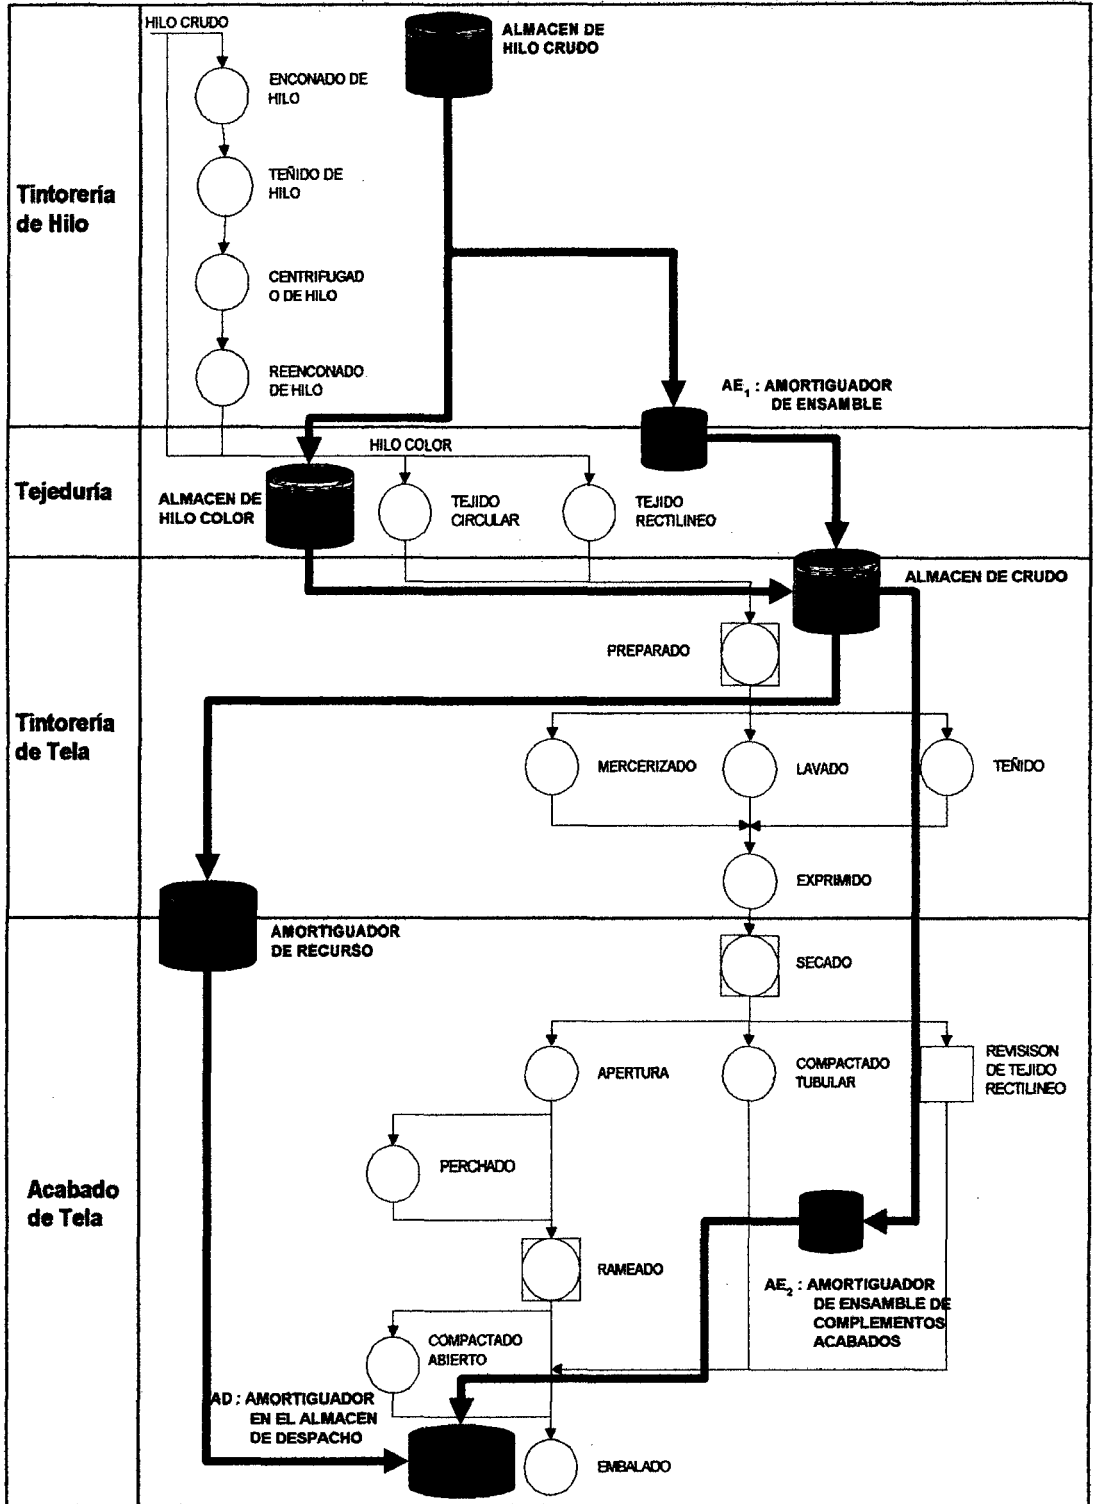 HILO CRUDO
ALMACEN DE
HILO CRUDO
ENCONADO DE
HILO
TEÑIDO DE
HILO
Tintorería
de Hilo
CENTRIFUGAD
O DE HILO
REENCONADO
DE HILO
AE₁ : AMORTIGUADOR
DE ENSAMBLE
HILO COLOR
Tejeduría
ALMACEN DE
HILO COLOR
TEJIDO
CIRCULAR
TEJIDO
RECTILINEO
ALMACEN DE CRUDO
PREPARADO
Tintorería
de Tela
MERCERIZADO
LAVADO
TEÑIDO
EXPRIMIDO
AMORTIGUADOR
DE RECURSO
SECADO
APERTURA
COMPACTADO
TUBULAR
REVISISON
DE TEJIDO
RECTILINEO
PERCHADO
Acabado
de Tela
RAMEADO
AE₂ : AMORTIGUADOR
DE ENSAMBLE DE
COMPLEMENTOS
ACABADOS
COMPACTADO
ABIERTO
AD : AMORTIGUADOR
EN EL ALMACEN
DE DESPACHO
EMBALADO